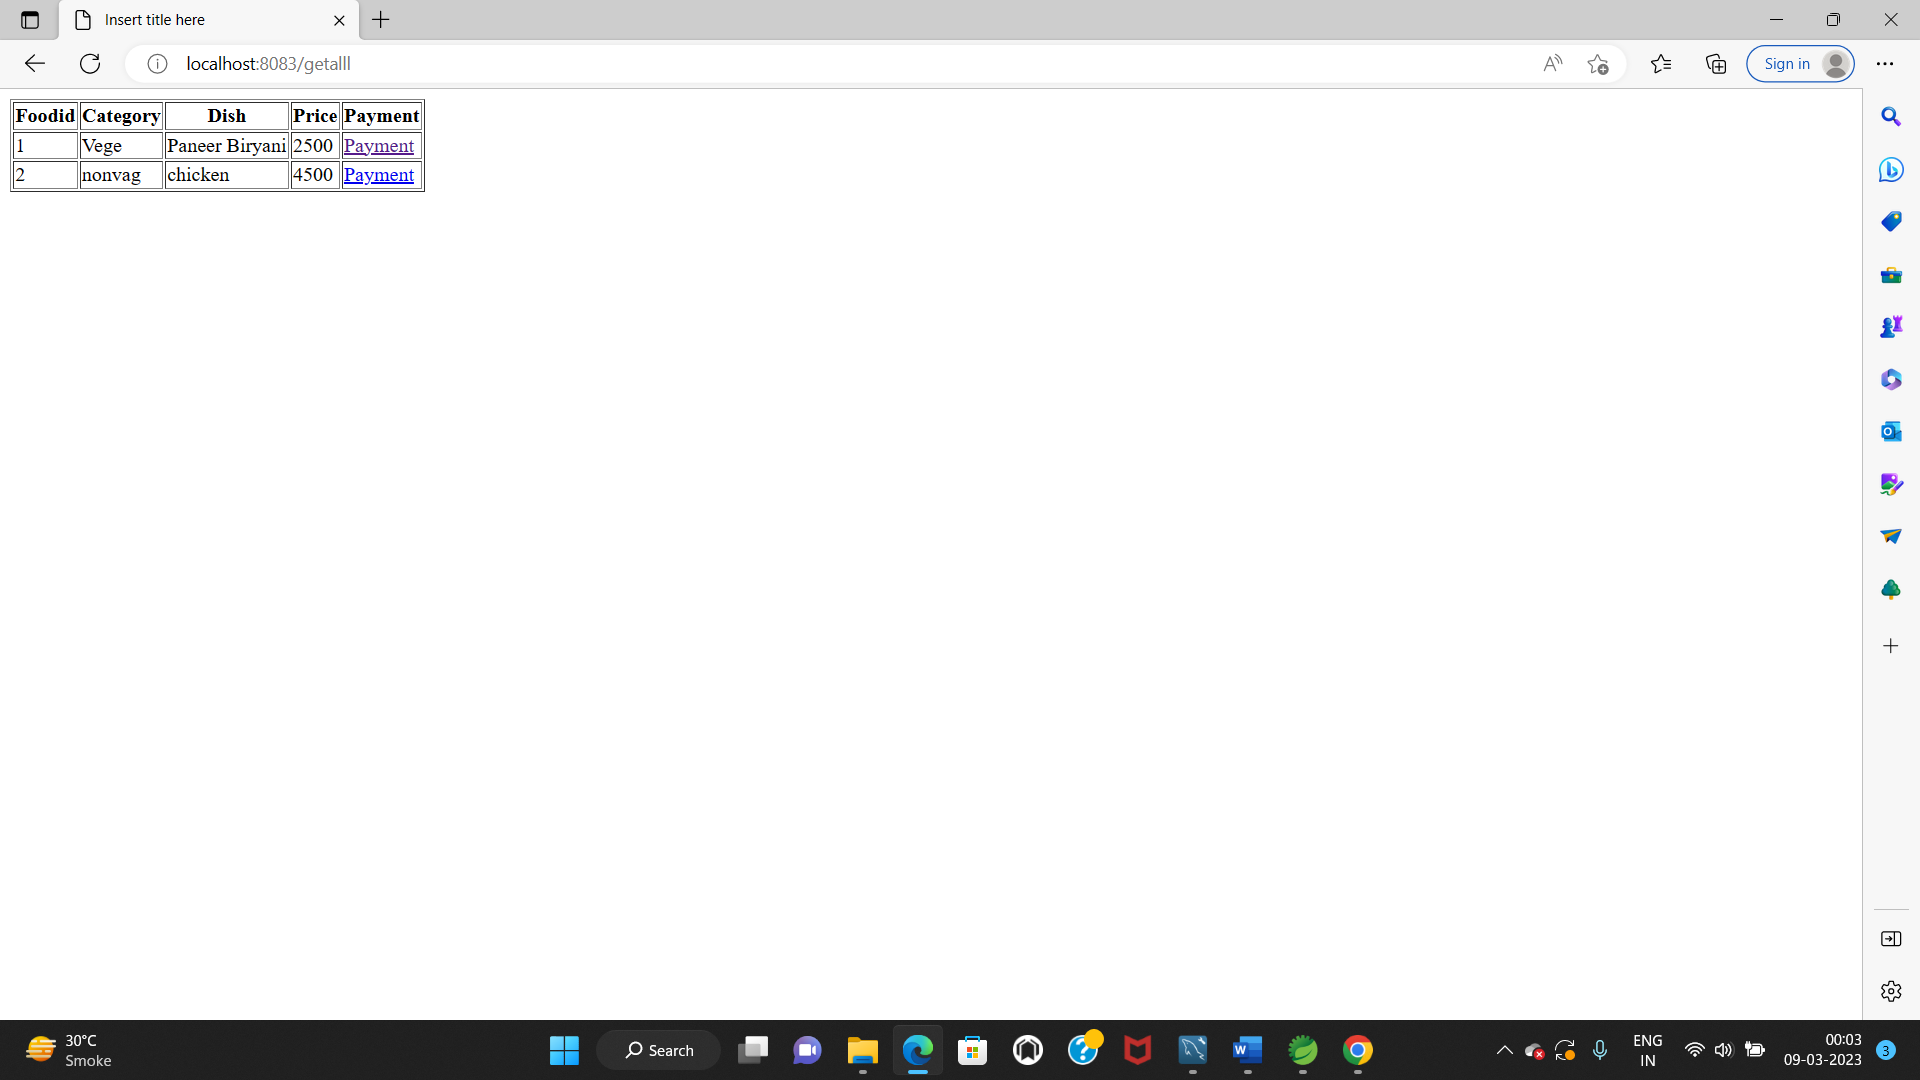 Insert title here
localhost:8083/getalll
Sign in
Foodid Category Dish Price Payment
1 Vege Paneer Biryani 2500 Payment
2 nonvag chicken 4500 Payment
30°C
Smoke
Search
ENG
IN
00:03
09-03-2023
3